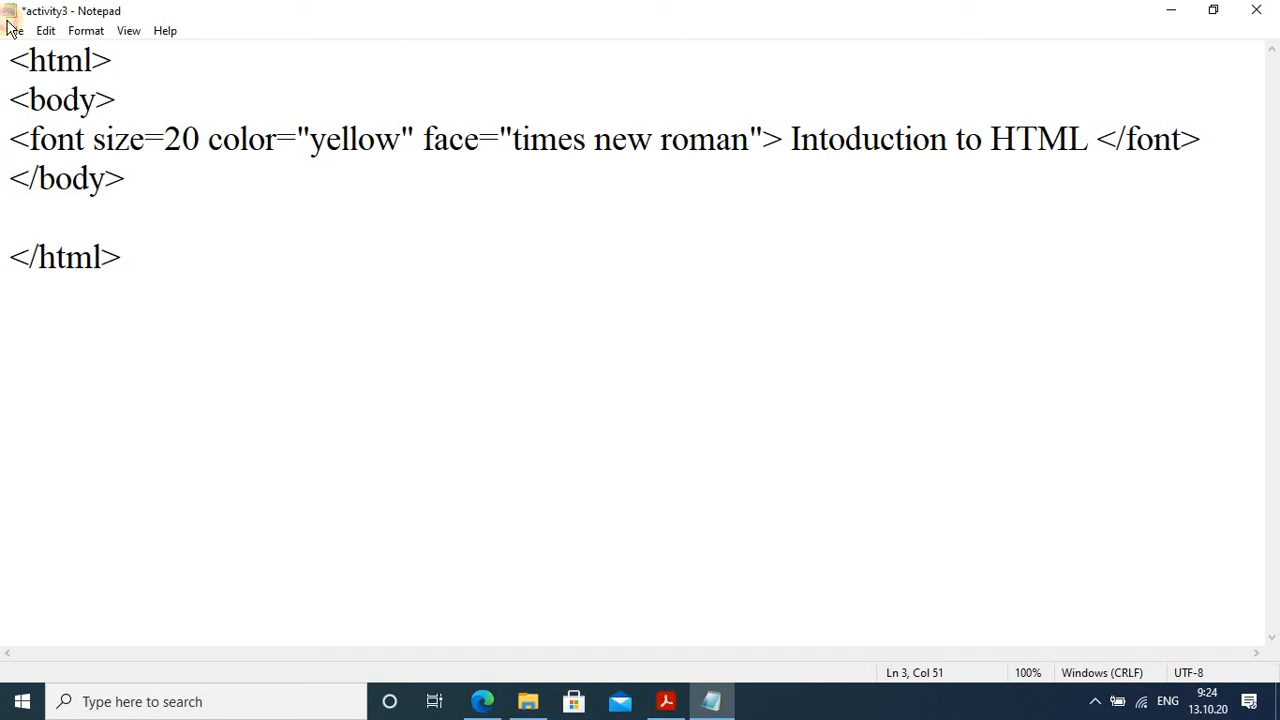 *activity3 - Notepad
Edit Format View Help
<html>
<body>
<font size=20 color="yellow" face="times new roman"> Intoduction to HTML </font>
</body>
</html>
Ln 3, Col 51 100% Windows (CRLF) UTF-8
Type here to search
ENG
9:24
13.10.20